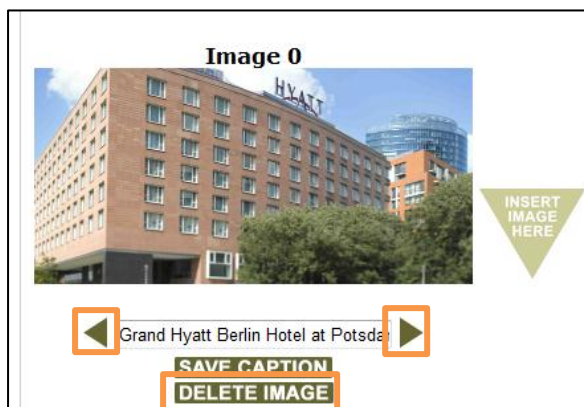 Image 0
HYATT
INSERT
IMAGE
HERE
Grand Hyatt Berlin Hotel at Potsda
SAVE CAPTION
DELETE IMAGE